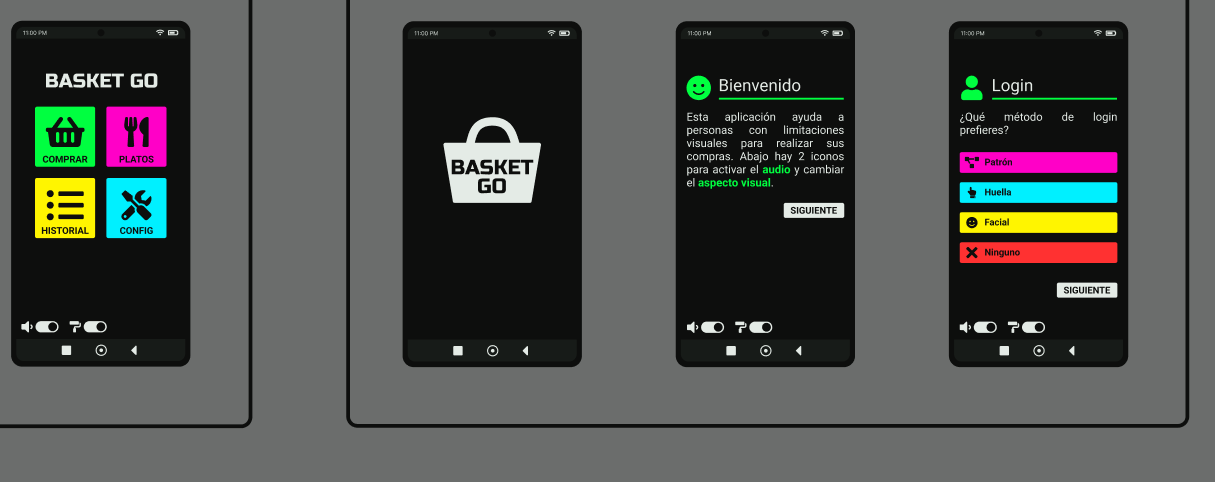 11:00 PM
BASKET GO
COMPRAR
PLATOS
HISTORIAL
CONFIG
11:00 PM
BASKET
GO
11:00 PM
Bienvenido
Esta aplicación ayuda a
personas con limitaciones
visuales para realizar sus
compras. Abajo hay 2 iconos
para activar el audio y cambiar
el aspecto visual.
SIGUIENTE
11:00 PM
Login
¿Qué método de login
prefieres?
Patrón
Huella
Facial
Ninguno
SIGUIENTE